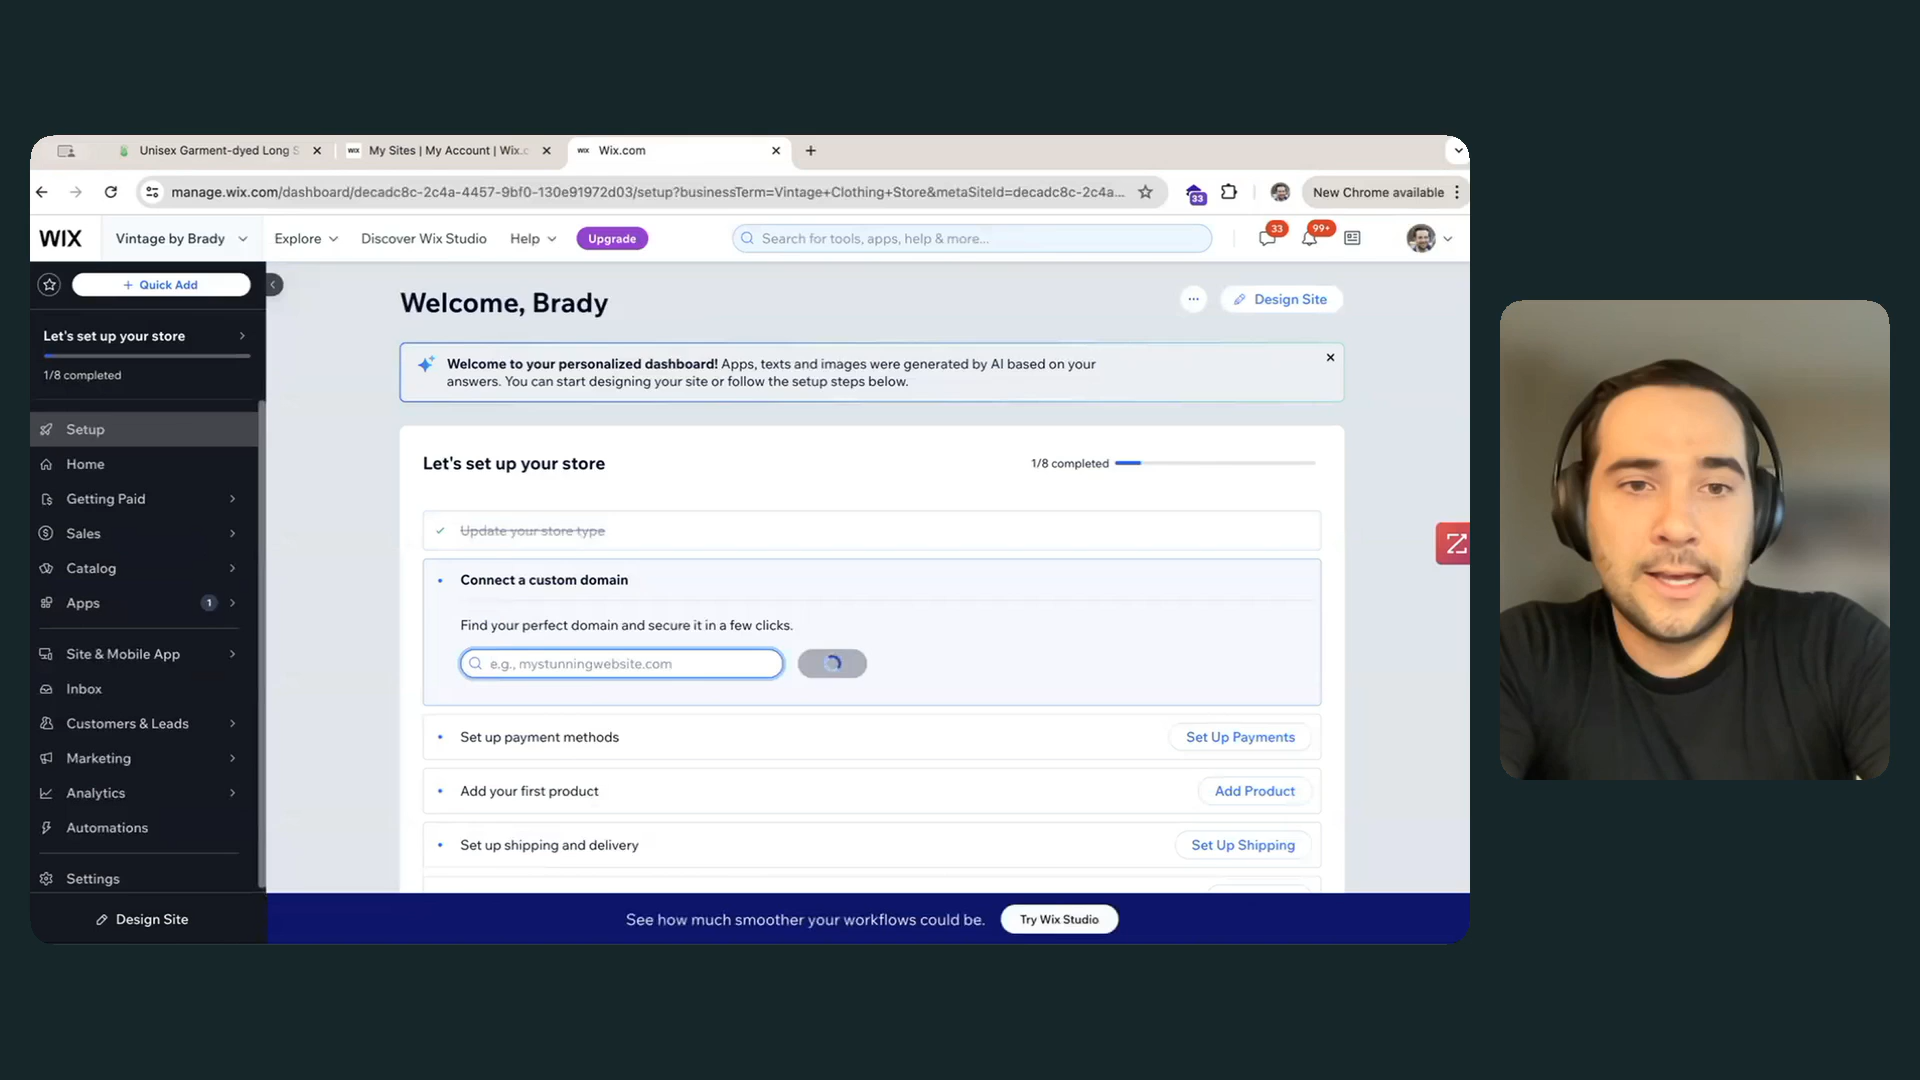 Unisex Garment-dyed Long S
WIX My Sites | My Account | Wix.c
WIX Wix.com
manage.wix.com/dashboard/decadc8c-2c4a-4457-9bf0-130e91972d03/setup?businessTerm=Vintage+Clothing+Store&metaSiteId=decadc8c-2c4a...
33
New Chrome available
WIX
Vintage by Brady
Explore
Discover Wix Studio
Help
Upgrade
Search for tools, apps, help & more...
33
99+
+ Quick Add
Let's set up your store
1/8 completed
Setup
Home
Getting Paid
Sales
Catalog
Apps 1
Site & Mobile App
Inbox
Customers & Leads
Marketing
Analytics
Automations
Settings
Design Site
Welcome, Brady
... Design Site
Welcome to your personalized dashboard! Apps, texts and images were generated by AI based on your
answers. You can start designing your site or follow the setup steps below.
Let's set up your store
1/8 completed
Update your store type
Connect a custom domain
Find your perfect domain and secure it in a few clicks.
e.g., mystunningwebsite.com
Set up payment methods
Set Up Payments
Add your first product
Add Product
Set up shipping and delivery
Set Up Shipping
See how much smoother your workflows could be.
Try Wix Studio